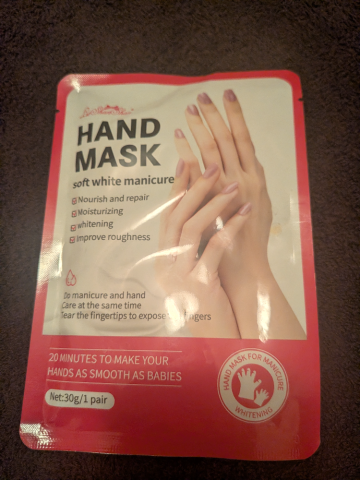 HAND
MASK
soft white manicure
Nourish and repair
Moisturizing
whitening
improve roughness
Do manicure and hand
Care at the same time
Tear the fingertips to expose fingers
20 MINUTES TO MAKE YOUR
HANDS AS SMOOTH AS BABIES
Net:30g/1 pair
HAND MASK FOR MANICURE
WHITENING